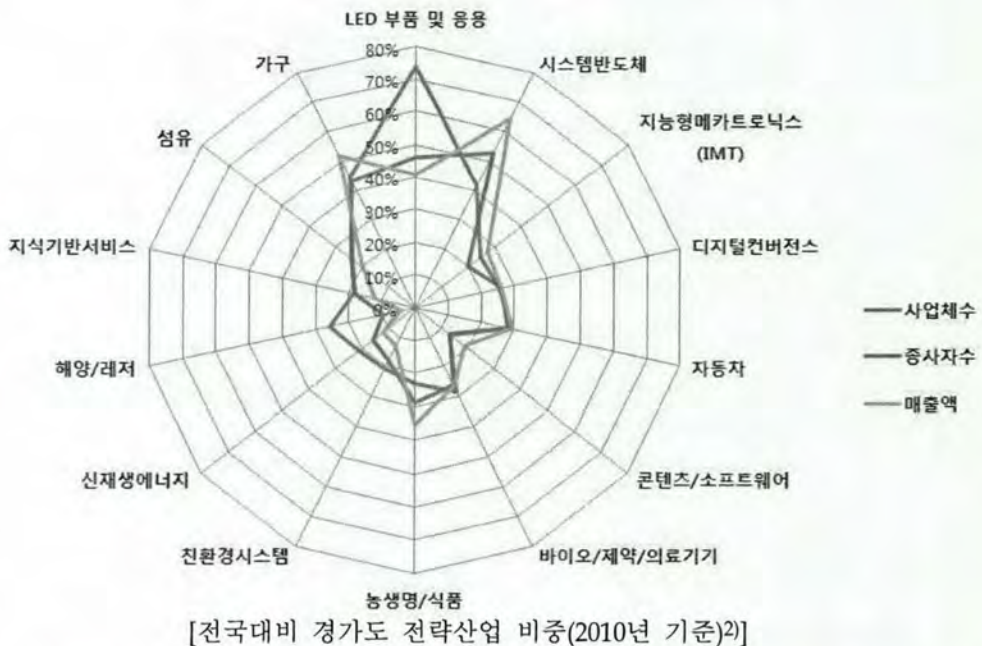 LED 부품 및 응용
시스템반도체
지능형메카트로닉스
(IMT)
디지털컨버전스
자동차
콘텐츠/소프트웨어
바이오/제약/의료기기
농생명/식품
친환경시스템
신재생에너지
해양/레저
지식기반서비스
섬유
가구
80%
70%
60%
50%
40%
30%
20%
10%
0%
사업체수
종사자수
매출액
[전국대비 경가도 전략산업 비중(2010년 기준)2)]